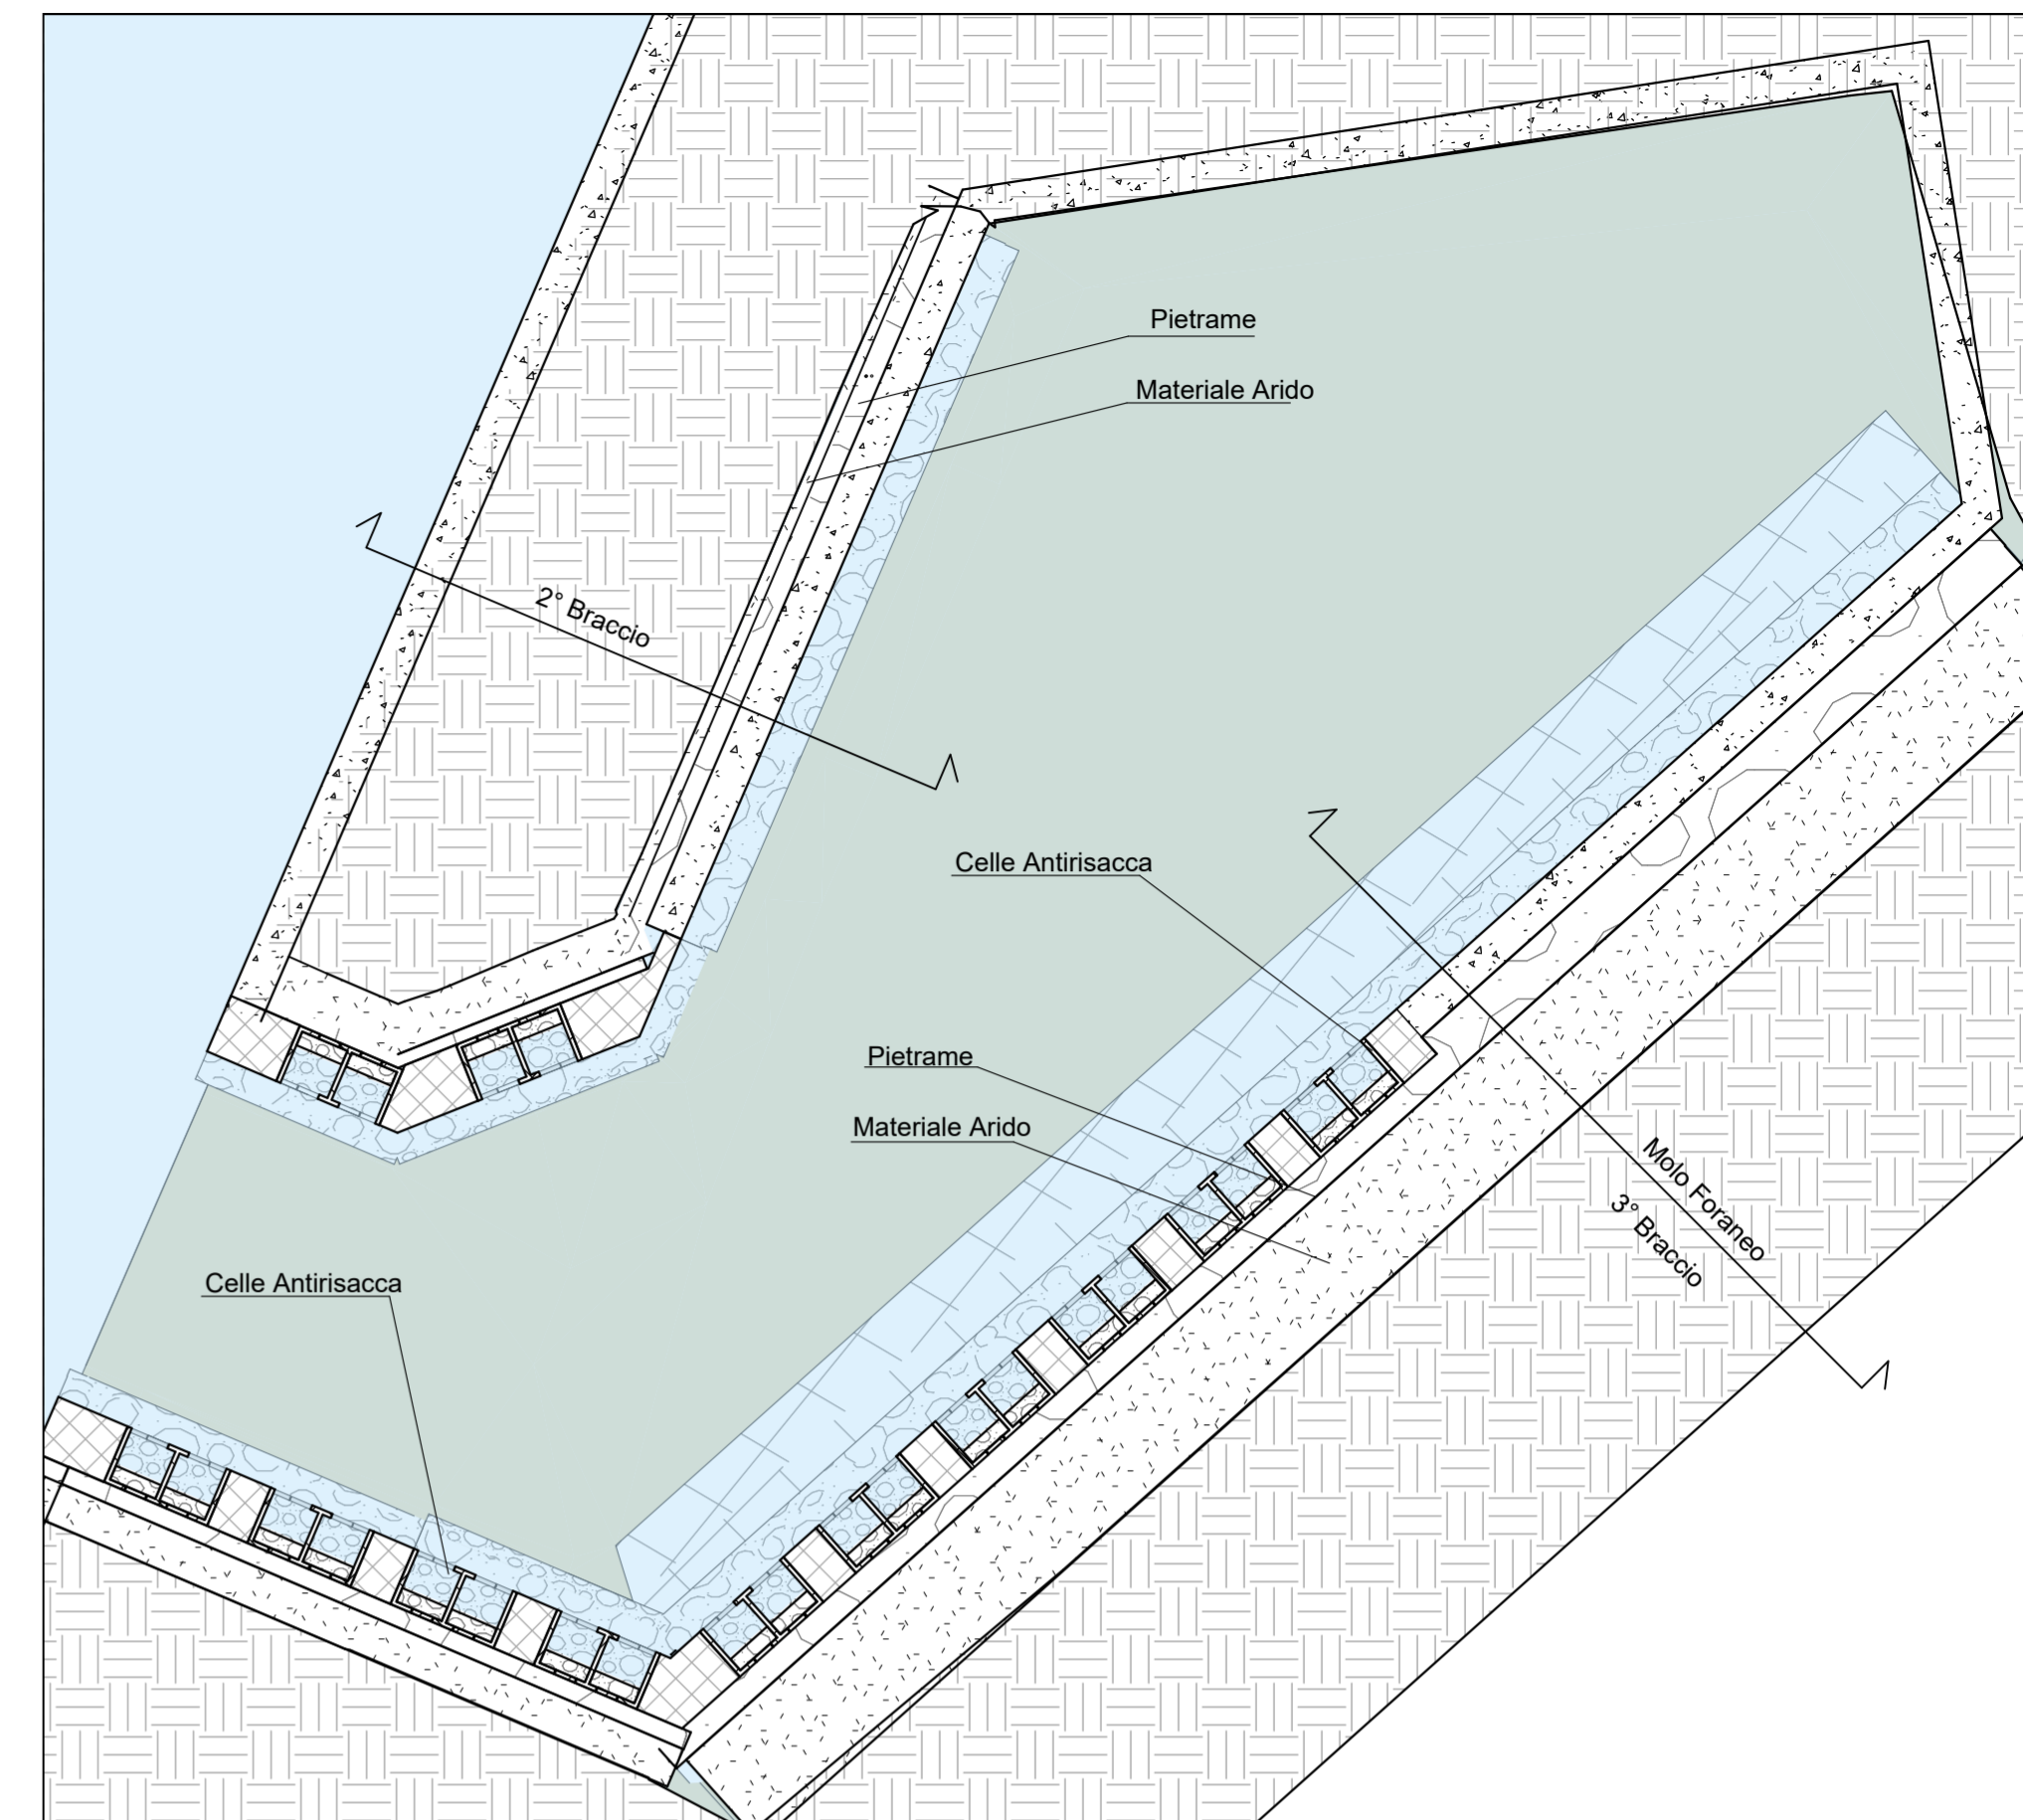 Pietrame
Materiale Arido
2° Braccio
Celle Antirisacca
Pietrame
Materiale Arido
Molo Foraneo
3° Braccio
Celle Antirisacca